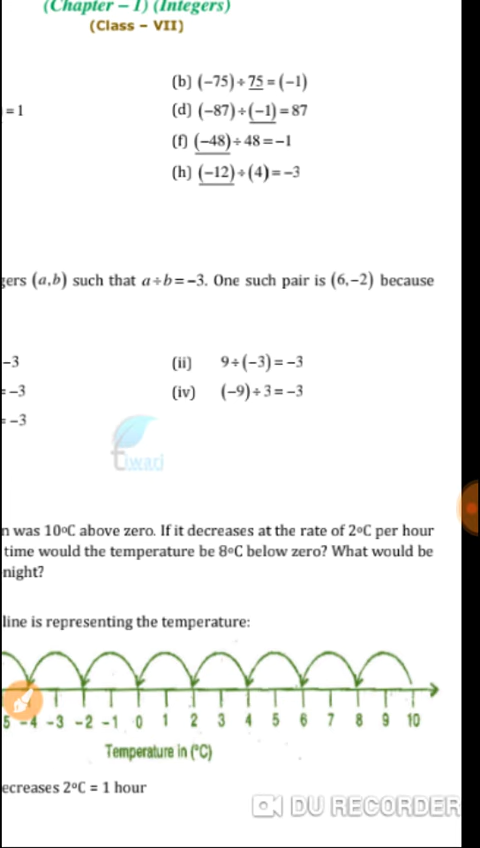 (Chapter – 1) (Integers)
(Class – VII)
(b) (−75) ÷ 75 = (−1)
= 1 (d) (−87) ÷ (−1) = 87
(f) (−48) ÷ 48 = −1
(h) (−12) ÷ (4) = −3
gers (a,b) such that a ÷ b = −3. One such pair is (6,−2) because
−3 (ii) 9 ÷ (−3) = −3
= −3 (iv) (−9) ÷ 3 = −3
= −3
tiwari
n was 10°C above zero. If it decreases at the rate of 2°C per hour
time would the temperature be 8°C below zero? What would be
night?
line is representing the temperature:
5 −4 −3 −2 −1 0 1 2 3 4 5 6 7 8 9 10
Temperature in (°C)
ecreases 2°C = 1 hour
DU RECORDER